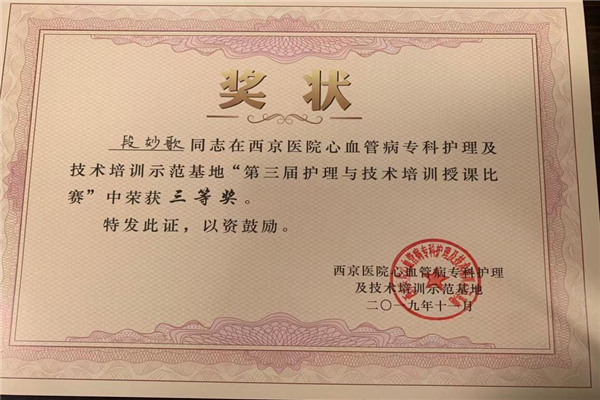 奖状
段妙歌同志在西京医院心血管病专科护理及
技术培训示范基地“第三届护理与技术培训授课比
赛”中荣获三等奖。
特发此证，以资鼓励。
西京医院心血管病专科护理
及技术培训示范基地
二〇一九年十一月